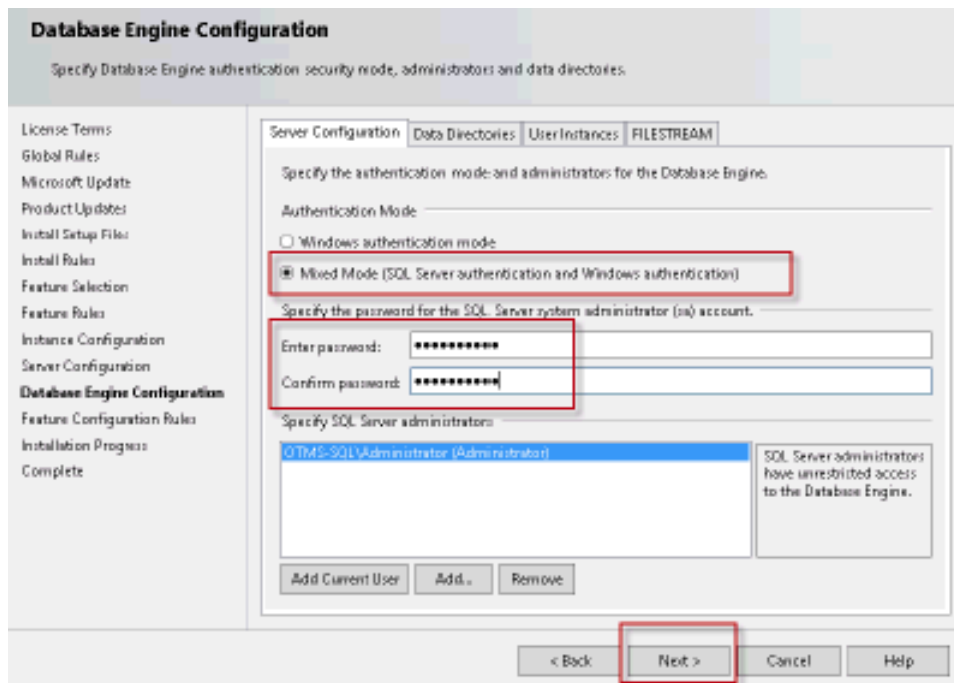 Database Engine Configuration
Specify Database Engine authentication security mode, administrators and data directories.
License Terms
Global Rules
Microsoft Update
Product Updates
Install Setup Files
Install Rules
Feature Selection
Feature Rules
Instance Configuration
Server Configuration
Database Engine Configuration
Feature Configuration Rules
Installation Progress
Complete
Server Configuration Data Directories User Instances FILESTREAM
Specify the authentication mode and administrators for the Database Engine.
Authentication Mode
Windows authentication mode
Mixed Mode (SQL Server authentication and Windows authentication)
Specify the password for the SQL Server system administrator (sa) account.
Enter password: ●●●●●●●●●●
Confirm password: ●●●●●●●●●●
Specify SQL Server administrators
OTMS-SQL\Administrator (Administrator)
SQL Server administrators
have unrestricted access
to the Database Engine.
Add Current User Add... Remove
< Back Next > Cancel Help